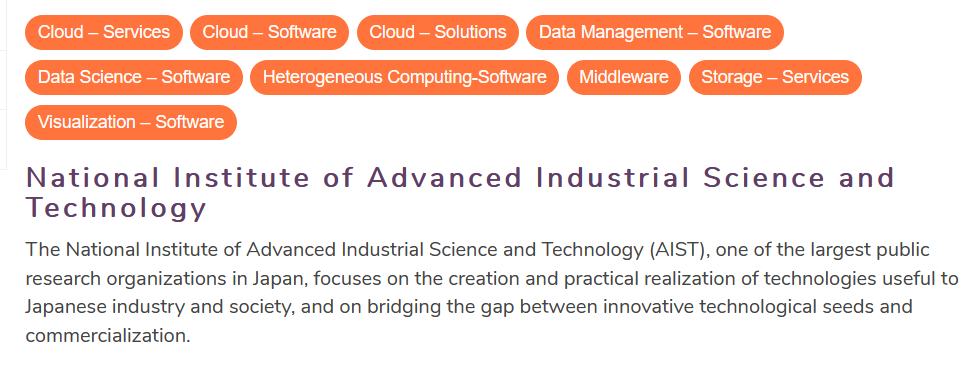 Cloud – Services Cloud – Software Cloud – Solutions Data Management – Software
Data Science – Software Heterogeneous Computing-Software Middleware Storage – Services
Visualization – Software
National Institute of Advanced Industrial Science and
Technology
The National Institute of Advanced Industrial Science and Technology (AIST), one of the largest public
research organizations in Japan, focuses on the creation and practical realization of technologies useful to
Japanese industry and society, and on bridging the gap between innovative technological seeds and
commercialization.